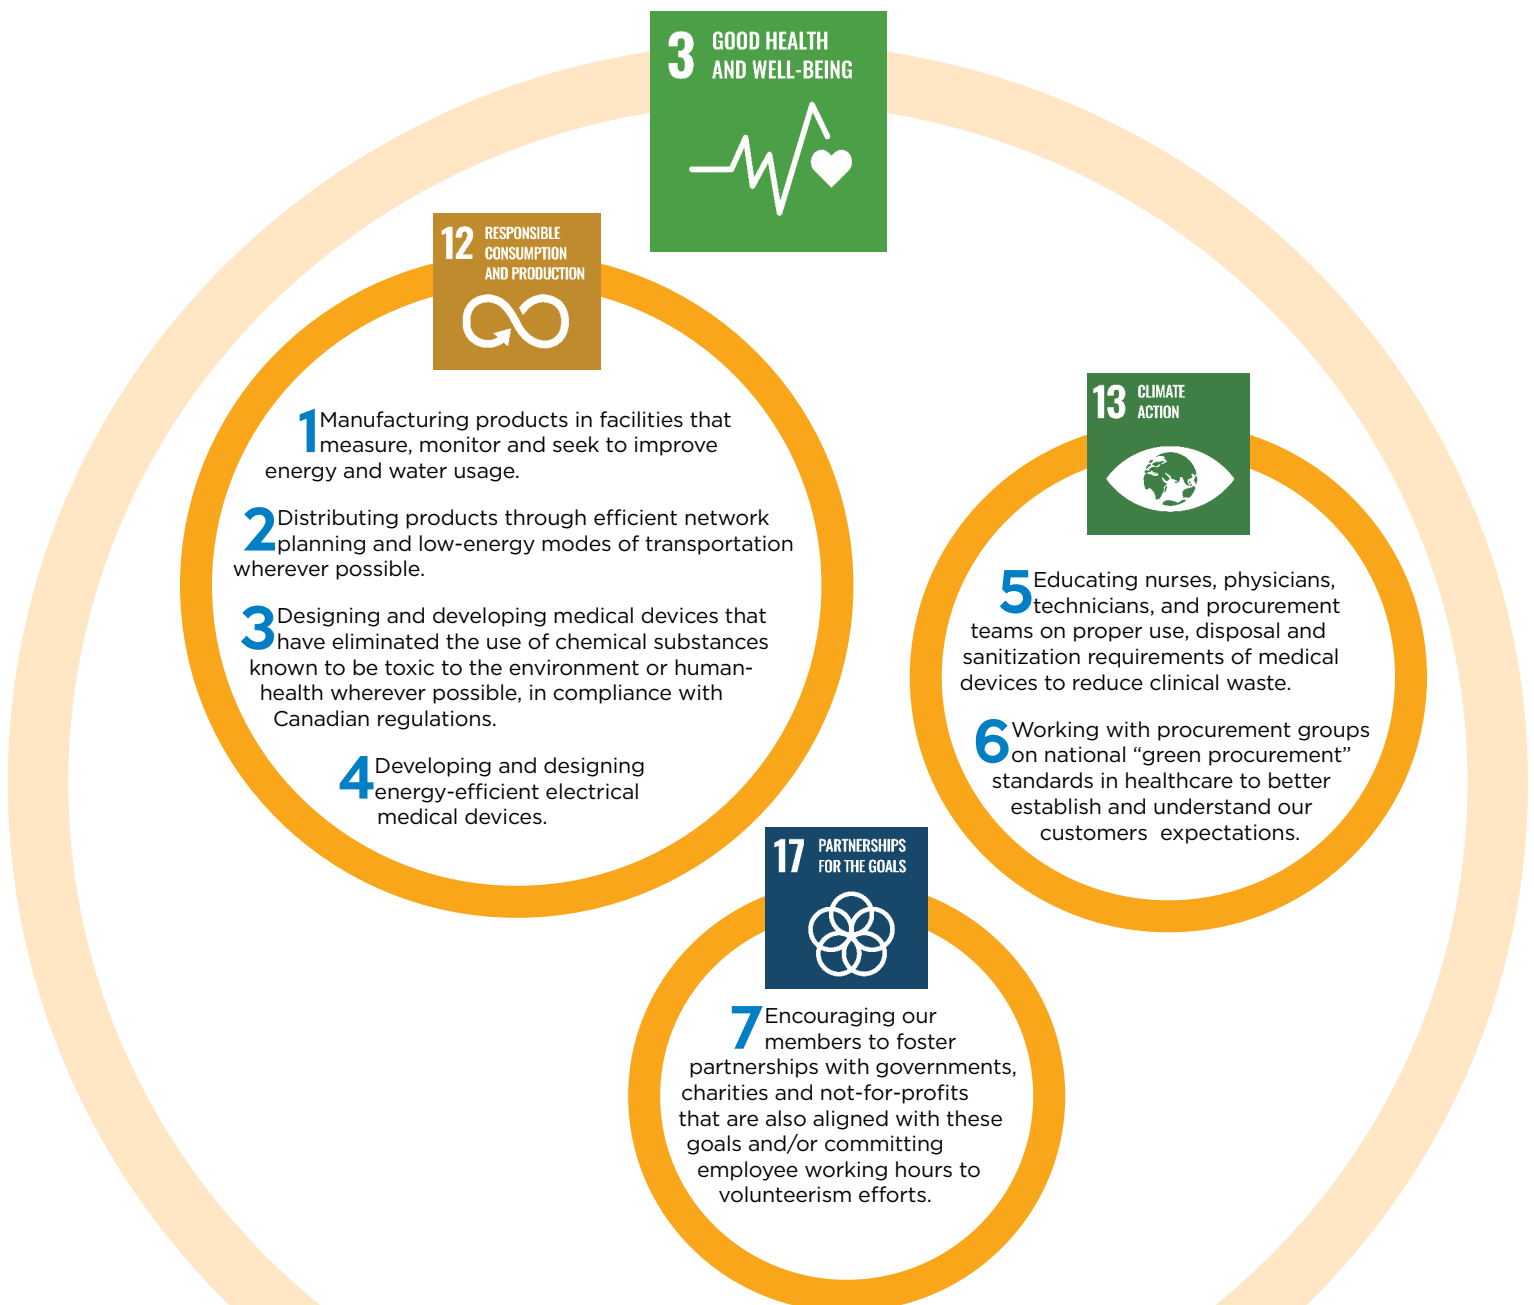 3 GOOD HEALTH
AND WELL-BEING
12 RESPONSIBLE
CONSUMPTION
AND PRODUCTION
1 Manufacturing products in facilities that
measure, monitor and seek to improve
energy and water usage.
2 Distributing products through efficient network
planning and low-energy modes of transportation
wherever possible.
3 Designing and developing medical devices that
have eliminated the use of chemical substances
known to be toxic to the environment or human-
health wherever possible, in compliance with
Canadian regulations.
4 Developing and designing
energy-efficient electrical
medical devices.
13 CLIMATE
ACTION
5 Educating nurses, physicians,
technicians, and procurement
teams on proper use, disposal and
sanitization requirements of medical
devices to reduce clinical waste.
6 Working with procurement groups
on national “green procurement”
standards in healthcare to better
establish and understand our
customers  expectations.
17 PARTNERSHIPS
FOR THE GOALS
7 Encouraging our
members to foster
partnerships with governments,
charities and not-for-profits
that are also aligned with these
goals and/or committing
employee working hours to
volunteerism efforts.